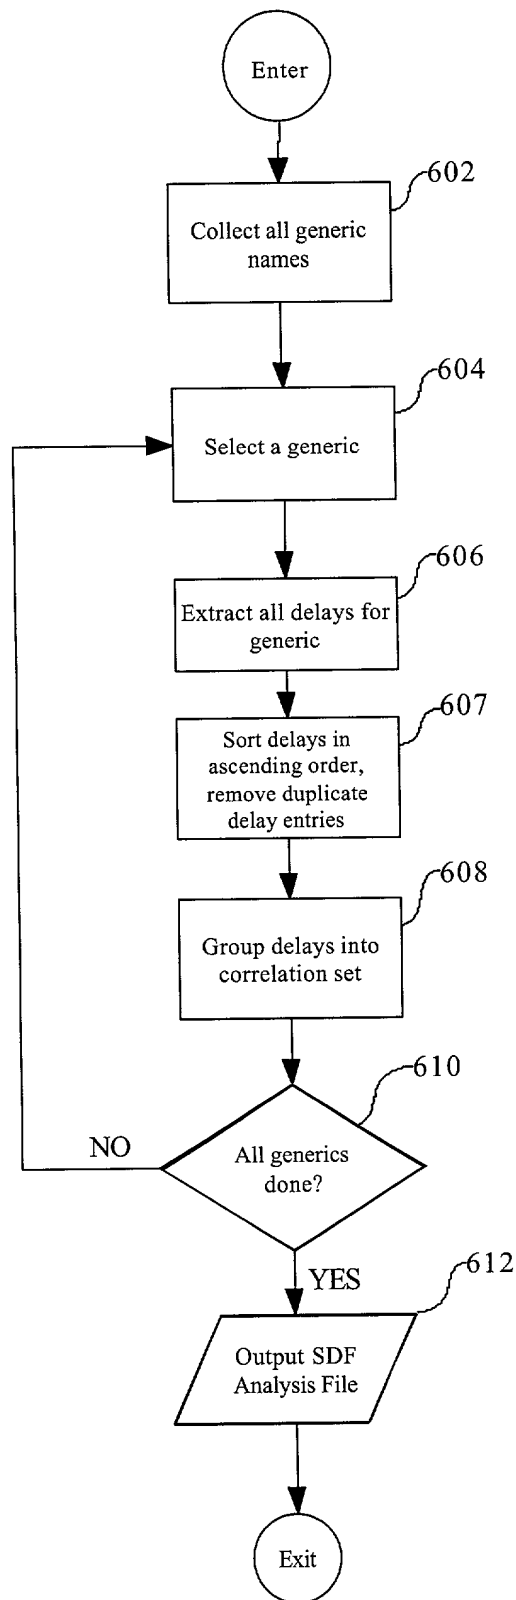 Enter
602
Collect all generic
names
604
Select a generic
606
Extract all delays for
generic
607
Sort delays in
ascending order,
remove duplicate
delay entries
608
Group delays into
correlation set
610
All generics
done?
NO
YES
612
Output SDF
Analysis File
Exit